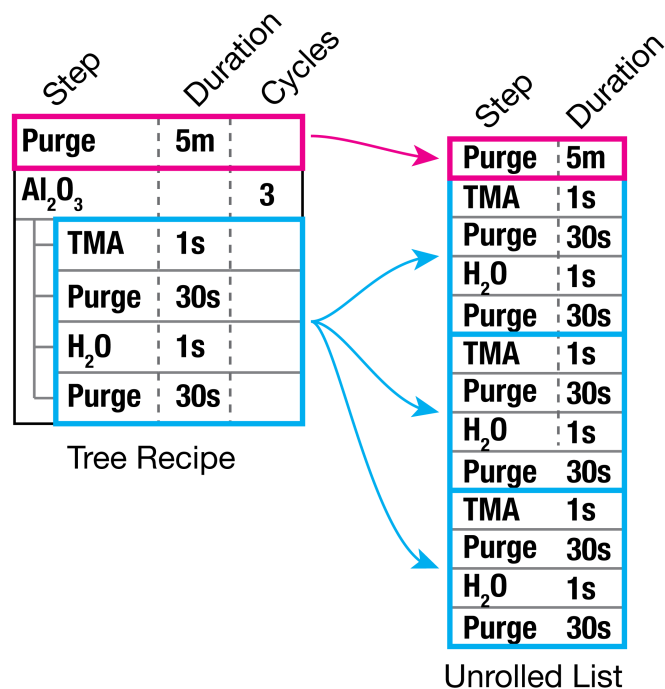 Step Duration Cycles
Purge 5m
Al₂O₃ 3
TMA 1s
Purge 30s
H₂O 1s
Purge 30s
Tree Recipe
Step Duration
Purge 5m
TMA 1s
Purge 30s
H₂O 1s
Purge 30s
TMA 1s
Purge 30s
H₂O 1s
Purge 30s
TMA 1s
Purge 30s
H₂O 1s
Purge 30s
Unrolled List